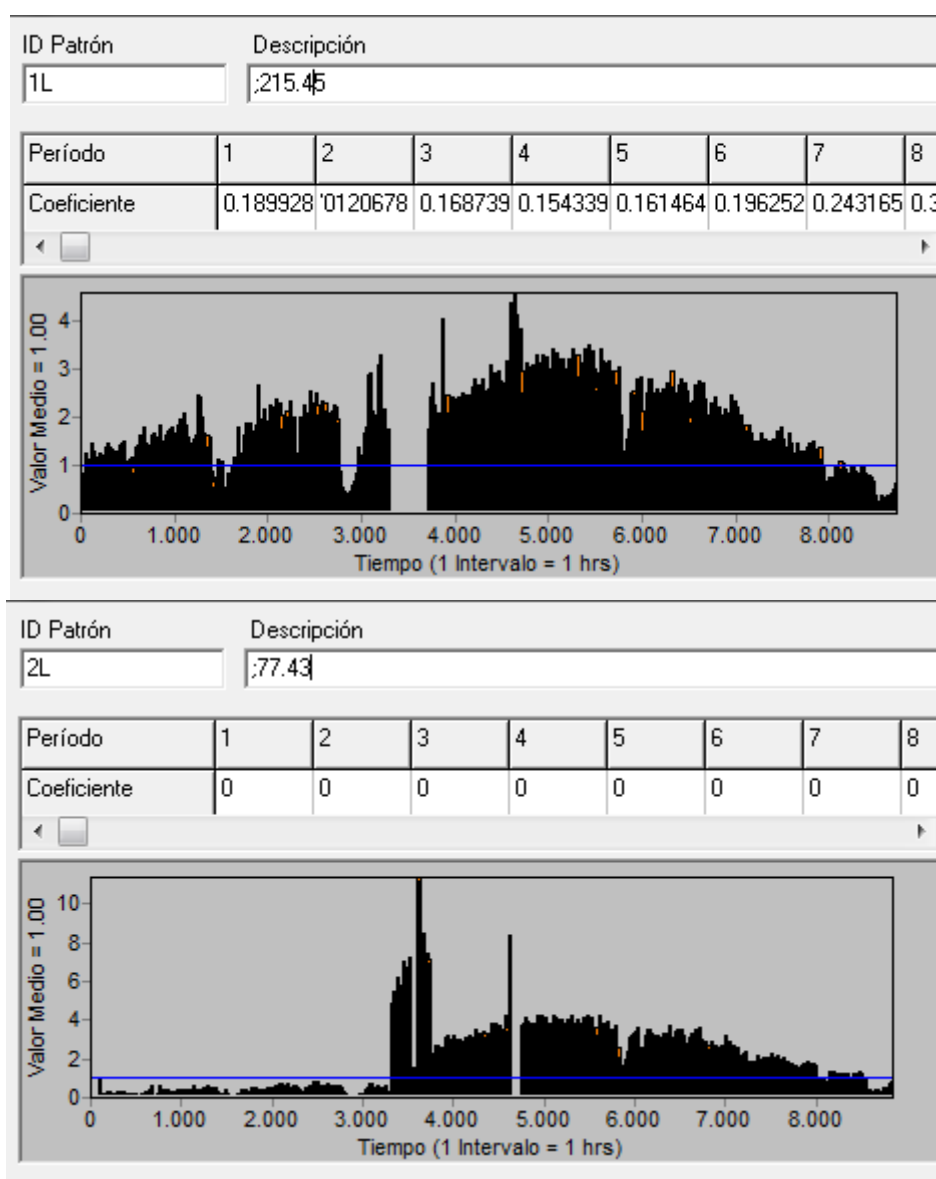 ID Patrón Descripción
1L ;215.45
Período 1 2 3 4 5 6 7 8
Coeficiente 0.189928 '0120678 0.168739 0.154339 0.161464 0.196252 0.243165 0.3
Valor Medio = 1.00
4
3
2
1
0
0 1.000 2.000 3.000 4.000 5.000 6.000 7.000 8.000
Tiempo (1 Intervalo = 1 hrs)
ID Patrón Descripción
2L ;77.43
Período 1 2 3 4 5 6 7 8
Coeficiente 0 0 0 0 0 0 0 0
Valor Medio = 1.00
10
8
6
4
2
0
0 1.000 2.000 3.000 4.000 5.000 6.000 7.000 8.000
Tiempo (1 Intervalo = 1 hrs)